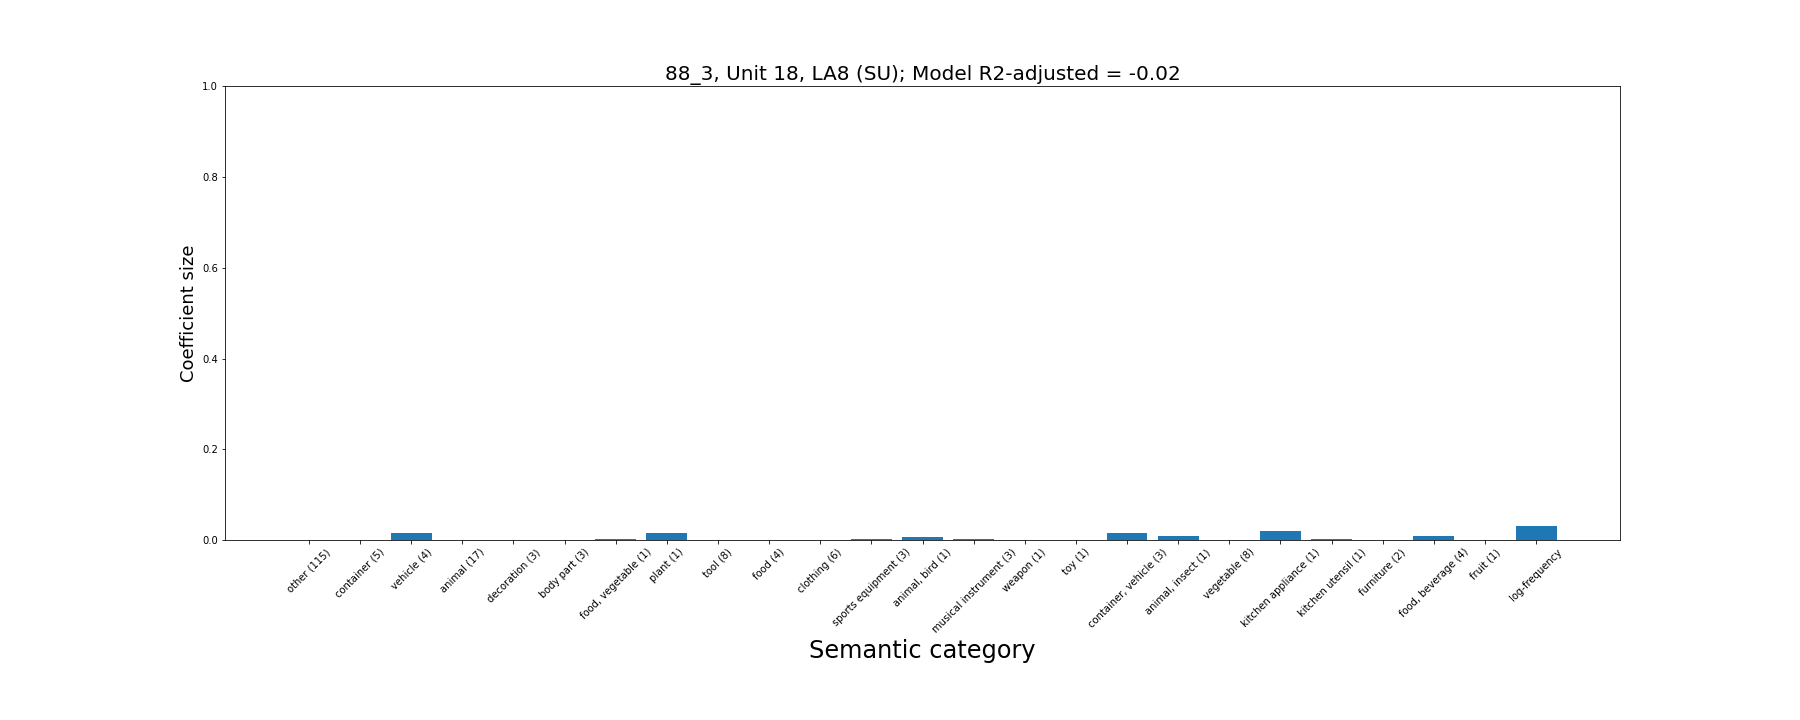 88_3, Unit 18, LA8 (SU); Model R2-adjusted = -0.02
1.0
0.8
0.6
0.4
0.2
0.0
Coefficient size
other (115)
container (5)
vehicle (4)
animal (17)
decoration (3)
body part (3)
food, vegetable (1)
plant (1)
tool (8)
food (4)
clothing (6)
sports equipment (3)
animal, bird (1)
musical instrument (3)
weapon (1)
toy (1)
container, vehicle (3)
animal, insect (1)
vegetable (8)
kitchen appliance (1)
kitchen utensil (1)
furniture (2)
food, beverage (4)
fruit (1)
log-frequency
Semantic category